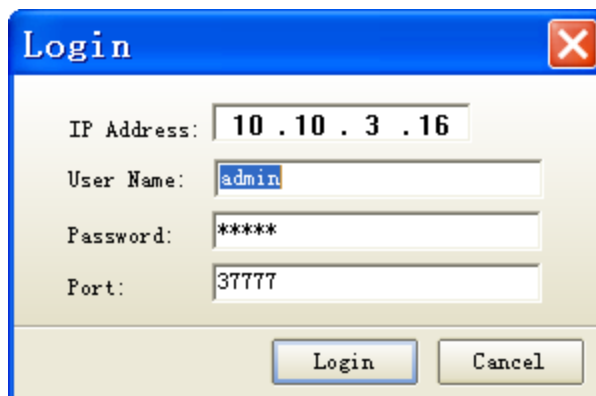 Login
IP Address: 10 . 10 . 3 . 16
User Name: admin
Password: *****
Port: 37777
Login Cancel